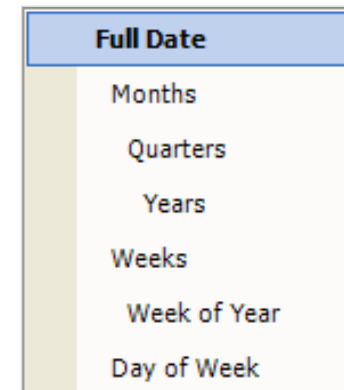 Full Date
Months
Quarters
Years
Weeks
Week of Year
Day of Week